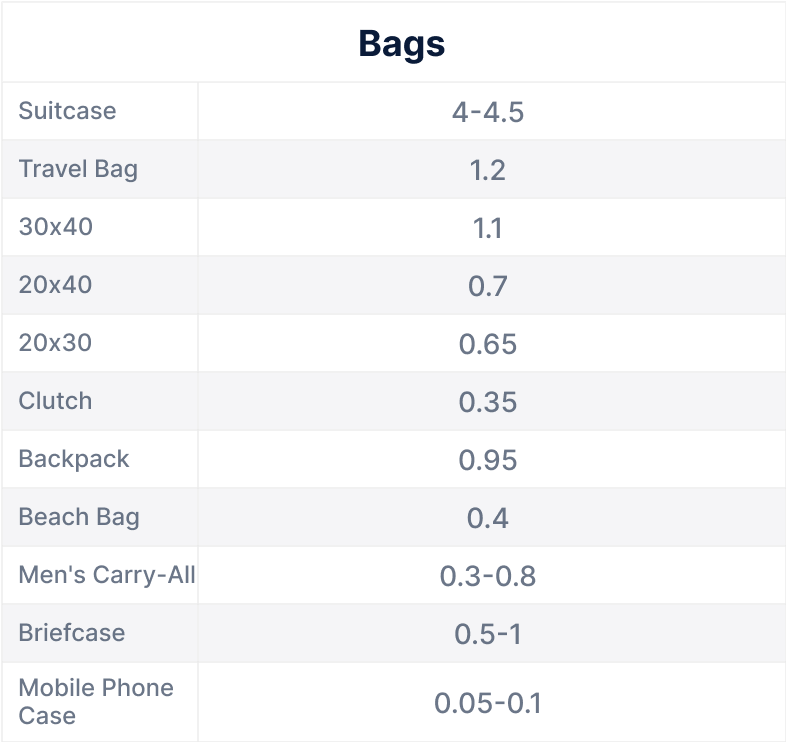 Bags
Suitcase 4-4.5
Travel Bag 1.2
30x40 1.1
20x40 0.7
20x30 0.65
Clutch 0.35
Backpack 0.95
Beach Bag 0.4
Men's Carry-All 0.3-0.8
Briefcase 0.5-1
Mobile Phone
Case 0.05-0.1